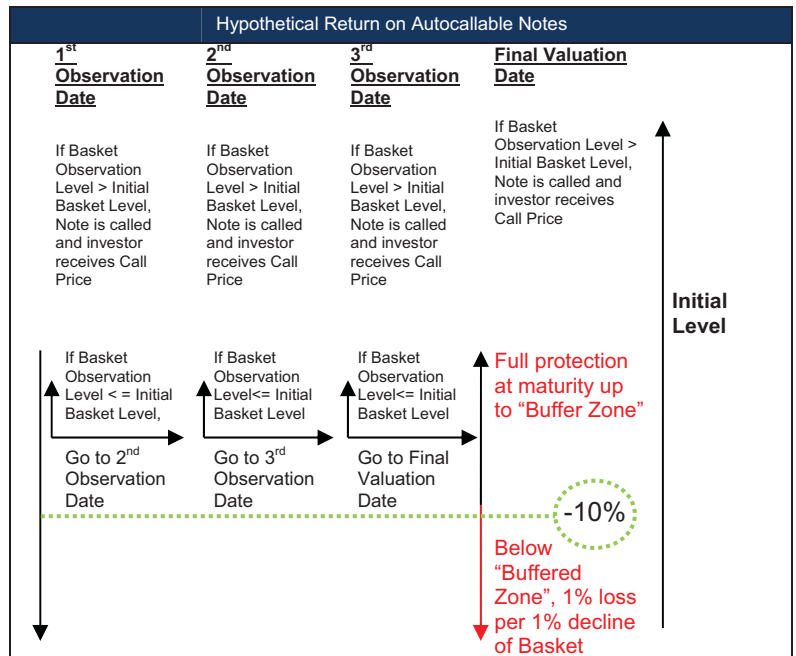 Hypothetical Return on Autocallable Notes
1st
Observation
Date
2nd
Observation
Date
3rd
Observation
Date
Final Valuation
Date
If Basket
Observation
Level > Initial
Basket Level,
Note is called
and investor
receives Call
Price
If Basket
Observation
Level > Initial
Basket Level,
Note is called
and investor
receives Call
Price
If Basket
Observation
Level > Initial
Basket Level,
Note is called
and investor
receives Call
Price
If Basket
Observation Level >
Initial Basket Level,
Note is called and
investor receives
Call Price
Initial
Level
If Basket
Observation
Level < = Initial
Basket Level,
Go to 2nd
Observation
Date
If Basket
Observation
Level<= Initial
Basket Level
Go to 3rd
Observation
Date
If Basket
Observation
Level<= Initial
Basket Level
Go to Final
Valuation
Date
Full protection
at maturity up
to “Buffer Zone”
-10%
Below
“Buffered
Zone”, 1% loss
per 1% decline
of Basket